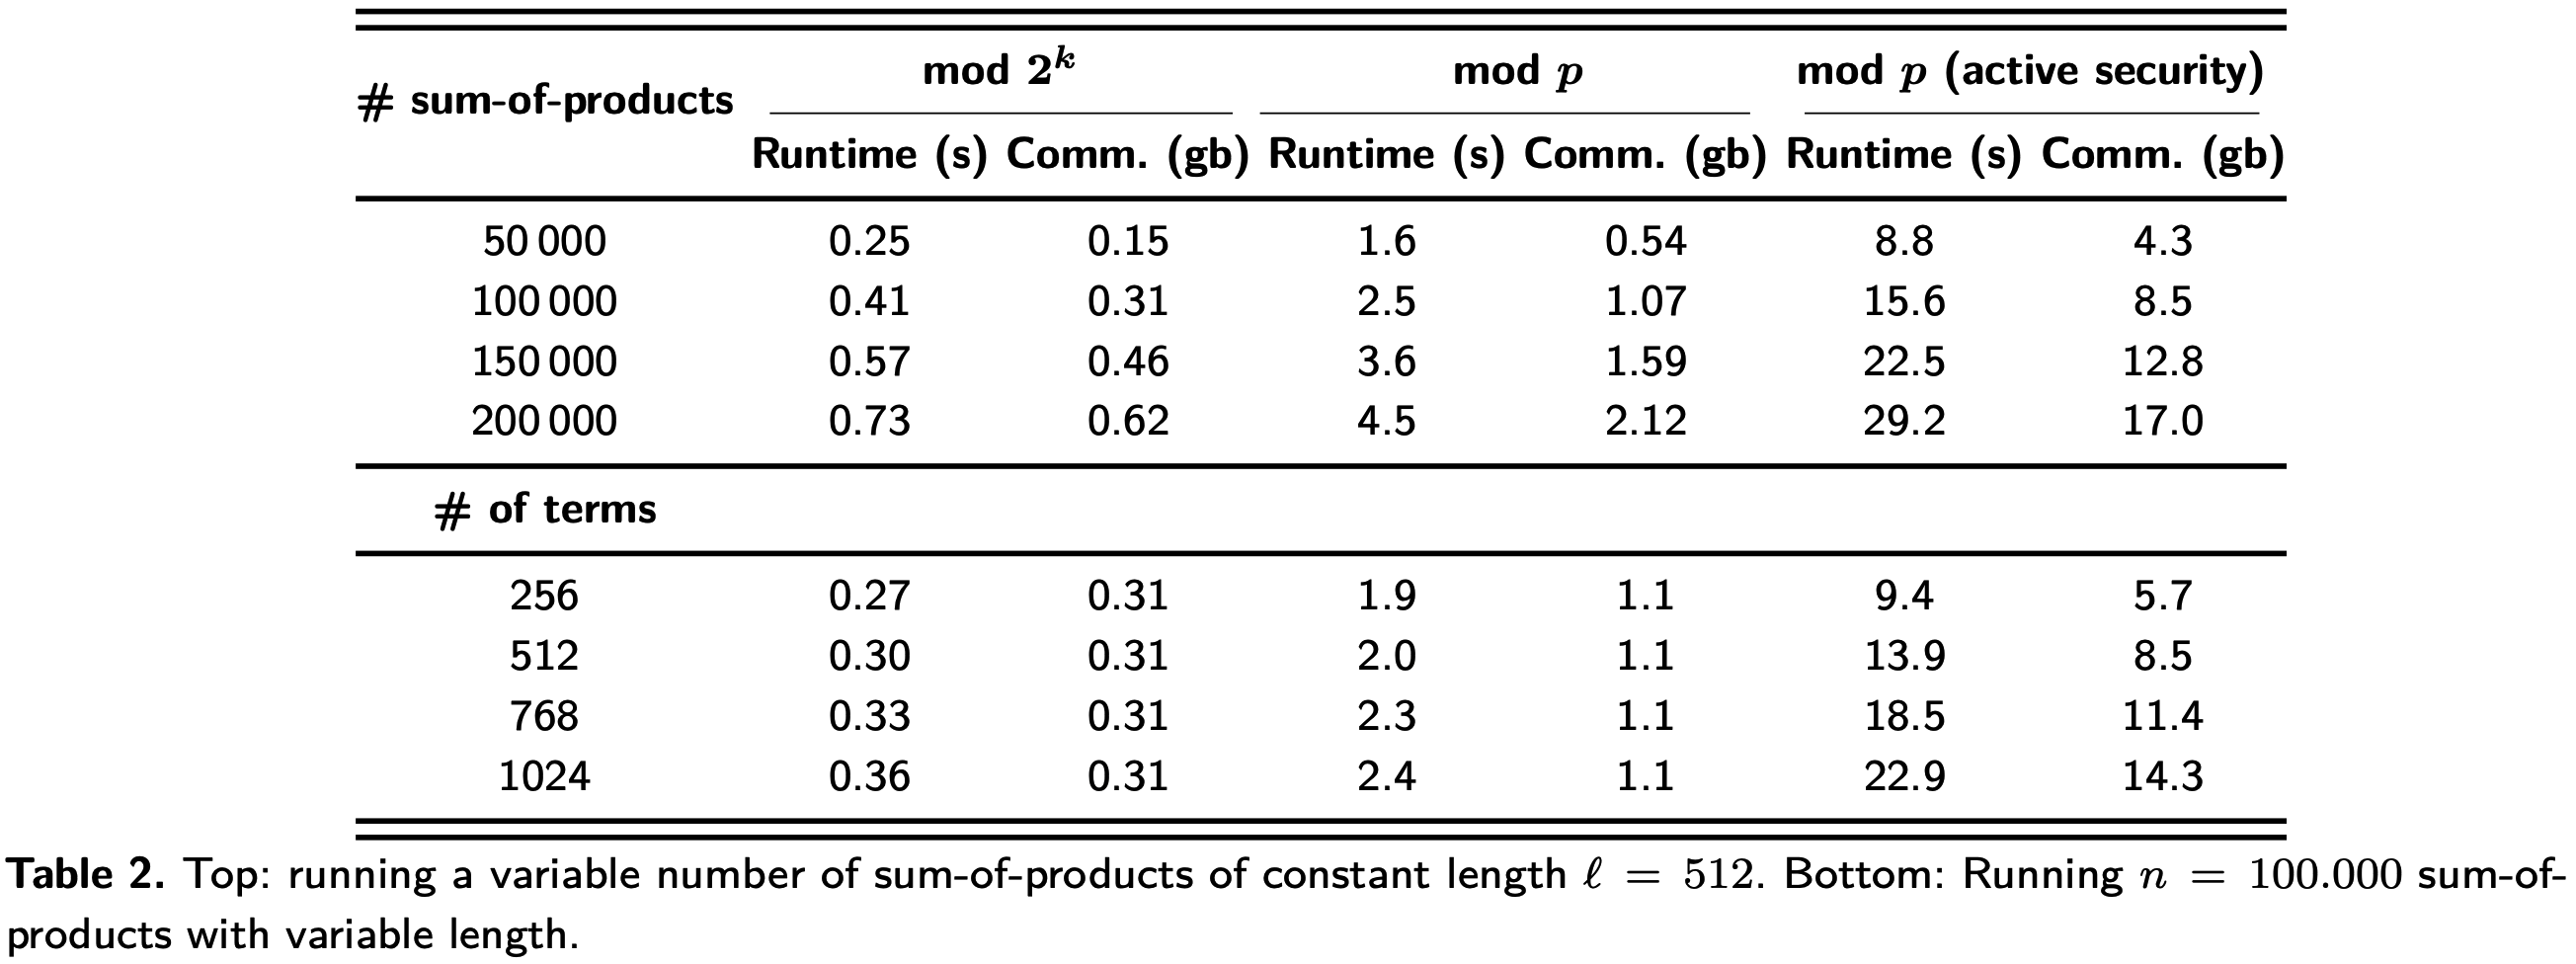 mod 2^k mod p mod p (active security)
# sum-of-products
Runtime (s) Comm. (gb) Runtime (s) Comm. (gb) Runtime (s) Comm. (gb)
50 000 0.25 0.15 1.6 0.54 8.8 4.3
100 000 0.41 0.31 2.5 1.07 15.6 8.5
150 000 0.57 0.46 3.6 1.59 22.5 12.8
200 000 0.73 0.62 4.5 2.12 29.2 17.0
# of terms
256 0.27 0.31 1.9 1.1 9.4 5.7
512 0.30 0.31 2.0 1.1 13.9 8.5
768 0.33 0.31 2.3 1.1 18.5 11.4
1024 0.36 0.31 2.4 1.1 22.9 14.3
Table 2. Top: running a variable number of sum-of-products of constant length ℓ = 512. Bottom: Running n = 100.000 sum-of-
products with variable length.